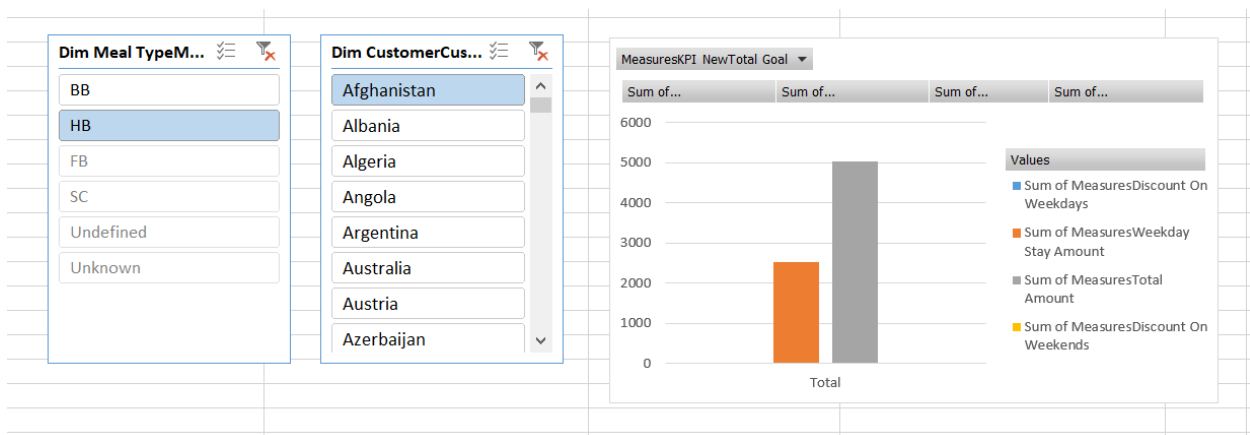 Dim Meal TypeM...
BB
HB
FB
SC
Undefined
Unknown
Dim CustomerCus...
Afghanistan
Albania
Algeria
Angola
Argentina
Australia
Austria
Azerbaijan
MeasuresKPI NewTotal Goal
Sum of... Sum of... Sum of... Sum of...
6000
5000
4000
3000
2000
1000
0
Total
Values
Sum of MeasuresDiscount On
Weekdays
Sum of MeasuresWeekday
Stay Amount
Sum of MeasuresTotal
Amount
Sum of MeasuresDiscount On
Weekends